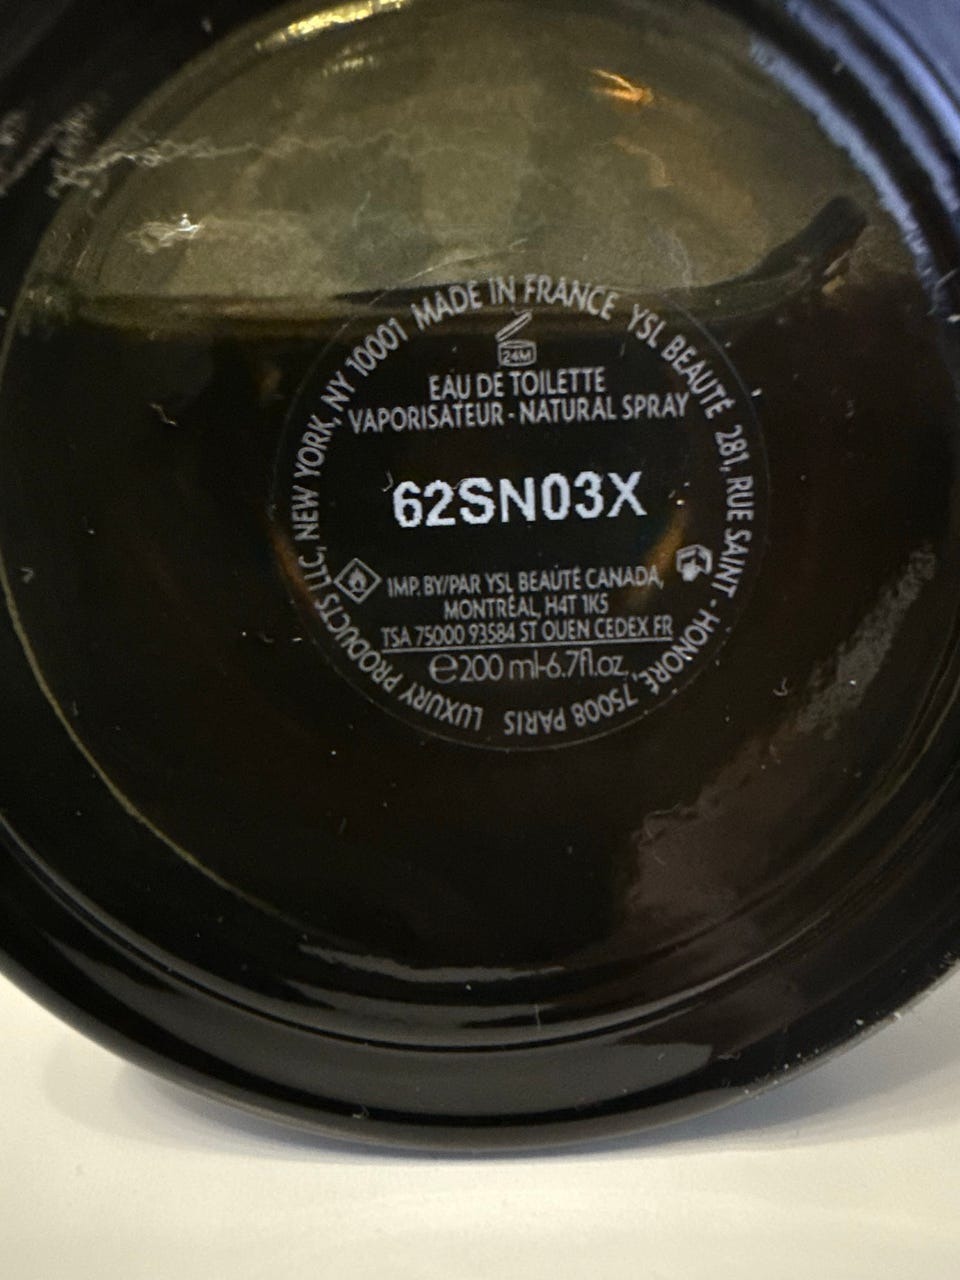 MADE IN FRANCE YSL BEAUTÉ 281, RUE SAINT - HONORÉ, 75008 PARIS LUXURY PRODUCTS LLC, NEW YORK, NY 10001
24M
EAU DE TOILETTE
VAPORISATEUR - NATURAL SPRAY
62SN03X
IMP. BY/PAR YSL BEAUTÉ CANADA,
MONTRÉAL, H4T 1K5
TSA 75000 93584 ST OUEN CEDEX FR
e200 ml-6.7fl.oz.